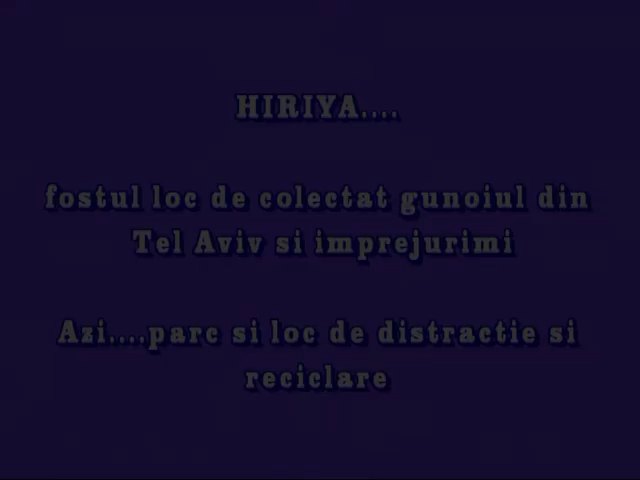 HIRIYA....
fostul loc de colectat gunoiul din
Tel Aviv si imprejurimi
Azi....parc si loc de distractie si
reciclare